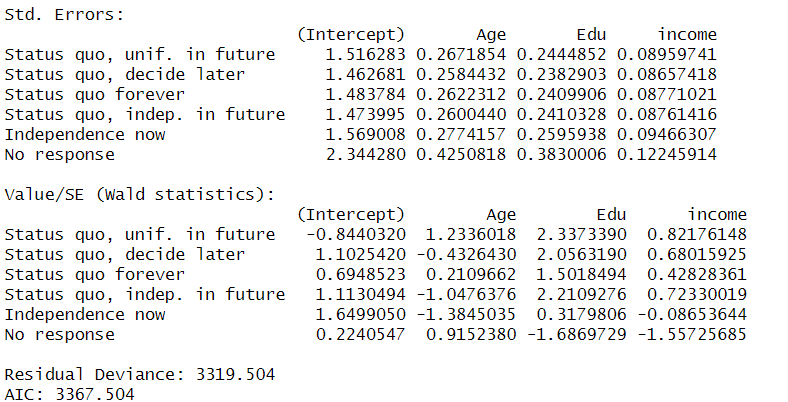 Std. Errors:
                             (Intercept)       Age       Edu     income
Status quo, unif. in future     1.516283 0.2671854 0.2444852 0.08959741
Status quo, decide later        1.462681 0.2584432 0.2382903 0.08657418
Status quo forever              1.483784 0.2622312 0.2409906 0.08771021
Status quo, indep. in future    1.473995 0.2600440 0.2410328 0.08761416
Independence now                1.569008 0.2774157 0.2595938 0.09466307
No response                     2.344280 0.4250818 0.3830006 0.12245914

Value/SE (Wald statistics):
                             (Intercept)        Age        Edu      income
Status quo, unif. in future   -0.8440320  1.2336018  2.3373390  0.82176148
Status quo, decide later       1.1025420 -0.4326430  2.0563190  0.68015925
Status quo forever             0.6948523  0.2109662  1.5018494  0.42828361
Status quo, indep. in future   1.1130494 -1.0476376  2.2109276  0.72330019
Independence now               1.6499050 -1.3845035  0.3179806 -0.08653644
No response                    0.2240547  0.9152380 -1.6869729 -1.55725685

Residual Deviance: 3319.504
AIC: 3367.504